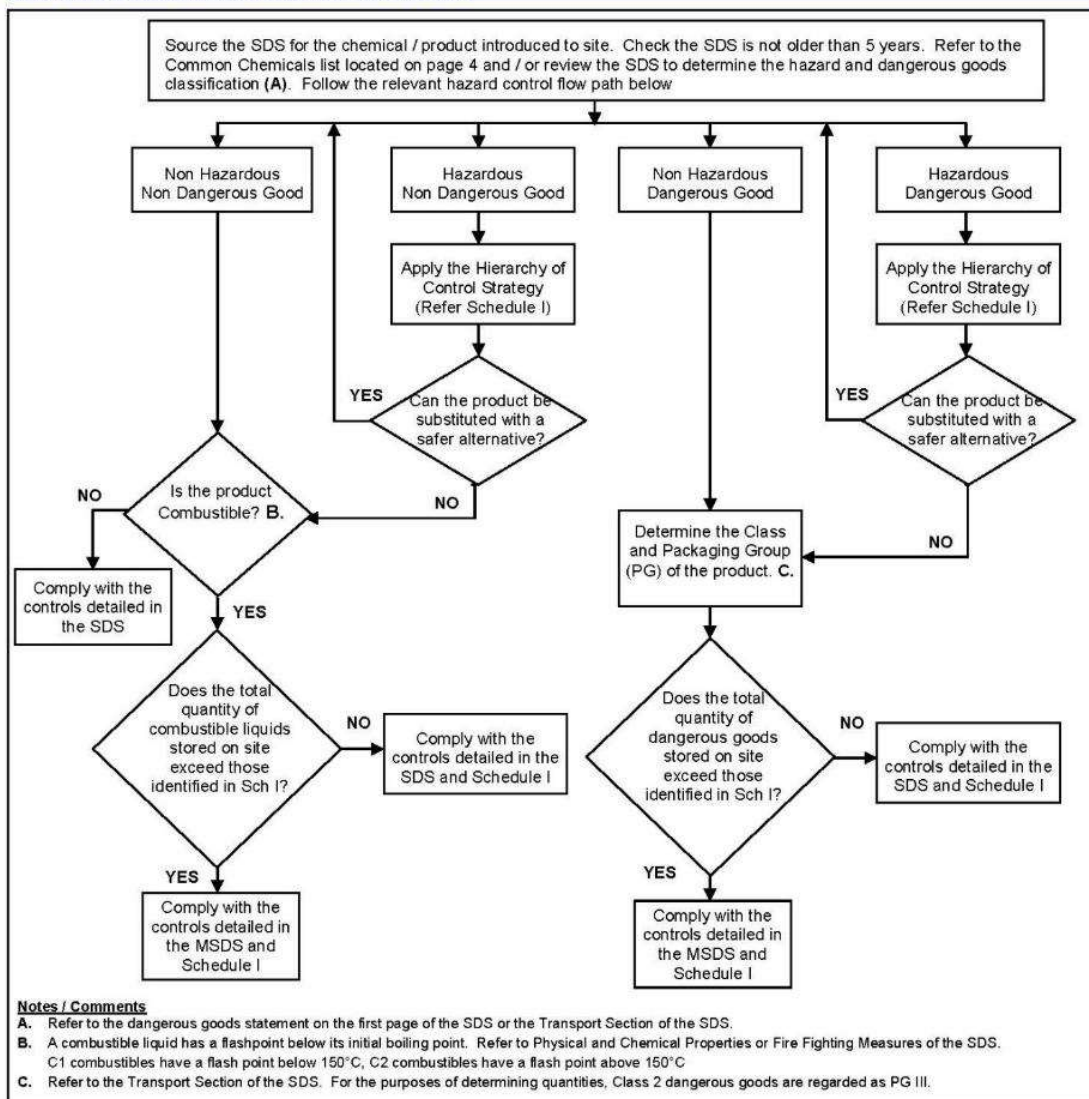 Source the SDS for the chemical / product introduced to site. Check the SDS is not older than 5 years. Refer to the
Common Chemicals list located on page 4 and / or review the SDS to determine the hazard and dangerous goods
classification (A). Follow the relevant hazard control flow path below
Non Hazardous
Non Dangerous Good
Hazardous
Non Dangerous Good
Non Hazardous
Dangerous Good
Hazardous
Dangerous Good
Apply the Hierarchy of
Control Strategy
(Refer Schedule I)
Apply the Hierarchy of
Control Strategy
(Refer Schedule I)
YES
Can the product be
substituted with a
safer alternative?
YES
Can the product be
substituted with a
safer alternative?
NO
Is the product
Combustible? B.
NO
Determine the Class
and Packaging Group
(PG) of the product. C.
NO
Comply with the
controls detailed in
the SDS
YES
Does the total
quantity of
combustible liquids
stored on site
exceed those
identified in Sch I?
NO
Comply with the
controls detailed in the
SDS and Schedule I
Does the total
quantity of
dangerous goods
stored on site
exceed those
identified in Sch I?
NO
Comply with the
controls detailed in the
SDS and Schedule I
YES
Comply with the
controls detailed in
the MSDS and
Schedule I
YES
Comply with the
controls detailed in
the MSDS and
Schedule I
Notes / Comments
A. Refer to the dangerous goods statement on the first page of the SDS or the Transport Section of the SDS.
B. A combustible liquid has a flashpoint below its initial boiling point. Refer to Physical and Chemical Properties or Fire Fighting Measures of the SDS.
C1 combustibles have a flash point below 150°C, C2 combustibles have a flash point above 150°C
C. Refer to the Transport Section of the SDS. For the purposes of determining quantities, Class 2 dangerous goods are regarded as PG III.